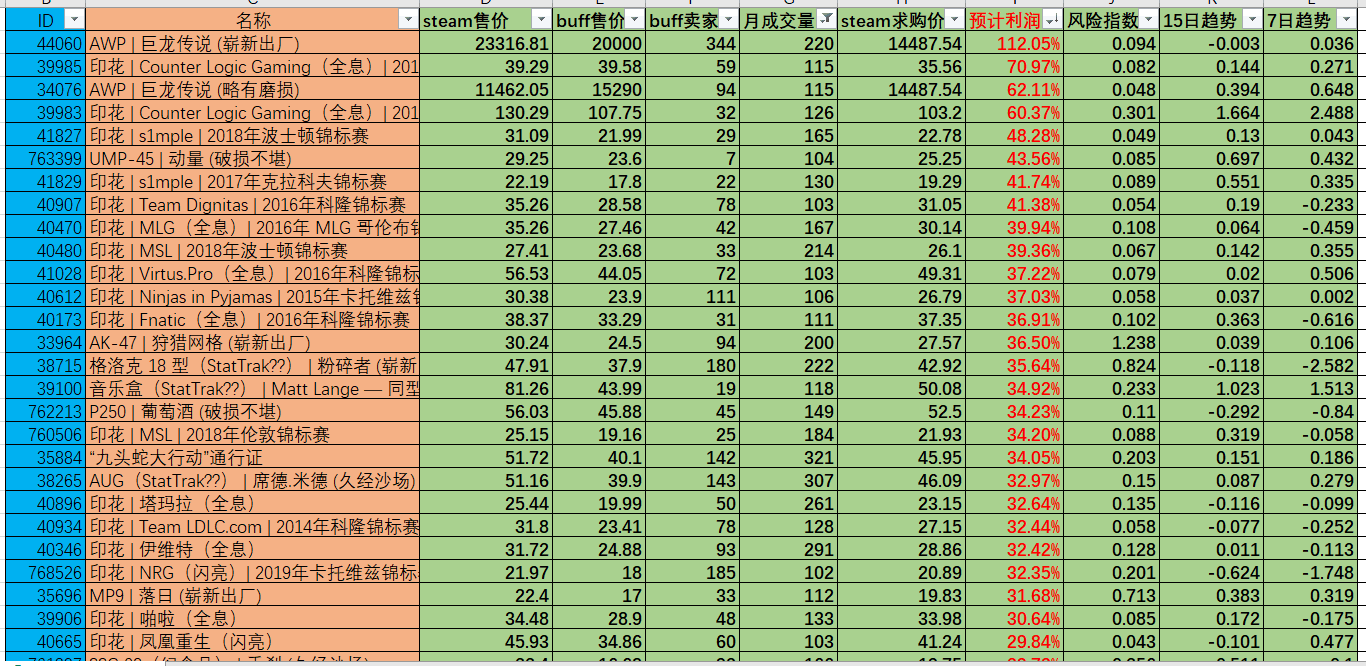 ID 名称 steam售价 buff售价 buff卖家 月成交量 steam求购价 预计利润 风险指数 15日趋势 7日趋势
44060 AWP | 巨龙传说 (崭新出厂) 23316.81 20000 344 220 14487.54 112.05% 0.094 -0.003 0.036
39985 印花 | Counter Logic Gaming（全息）| 201 39.29 39.58 59 115 35.56 70.97% 0.082 0.144 0.271
34076 AWP | 巨龙传说 (略有磨损) 11462.05 15290 94 115 14487.54 62.11% 0.048 0.394 0.648
39983 印花 | Counter Logic Gaming（全息）| 201 130.29 107.75 32 126 103.2 60.37% 0.301 1.664 2.488
41827 印花 | s1mple | 2018年波士顿锦标赛 31.09 21.99 29 165 22.78 48.28% 0.049 0.13 0.043
763399 UMP-45 | 动量 (破损不堪) 29.25 23.6 7 104 25.25 43.56% 0.085 0.697 0.432
41829 印花 | s1mple | 2017年克拉科夫锦标赛 22.19 17.8 22 130 19.29 41.74% 0.089 0.551 0.335
40907 印花 | Team Dignitas | 2016年科隆锦标赛 35.26 28.58 78 103 31.05 41.38% 0.054 0.19 -0.233
40470 印花 | MLG（全息）| 2016年 MLG 哥伦布 35.26 27.46 42 167 30.14 39.94% 0.108 0.064 -0.459
40480 印花 | MSL | 2018年波士顿锦标赛 27.41 23.68 33 214 26.1 39.36% 0.067 0.142 0.355
41028 印花 | Virtus.Pro（全息）| 2016年科隆锦标 56.53 44.05 72 103 49.31 37.22% 0.079 0.02 0.506
40612 印花 | Ninjas in Pyjamas | 2015年卡托维兹 30.38 23.9 111 106 26.79 37.03% 0.058 0.037 0.002
40173 印花 | Fnatic（全息）| 2016年科隆锦标赛 38.37 33.29 31 111 37.35 36.91% 0.102 0.363 -0.616
33964 AK-47 | 狩猎网格 (崭新出厂) 30.24 24.5 94 200 27.57 36.50% 1.238 0.039 0.106
38715 格洛克 18 型（StatTrak??） | 粉碎者 (崭新 47.91 37.9 180 222 42.92 35.64% 0.824 -0.118 -2.582
39100 音乐盒（StatTrak??） | Matt Lange — 同型 81.26 43.99 19 118 50.08 34.92% 0.233 1.023 1.513
762213 P250 | 葡萄酒 (破损不堪) 56.03 45.88 45 149 52.5 34.23% 0.11 -0.292 -0.84
760506 印花 | MSL | 2018年伦敦锦标赛 25.15 19.16 25 184 21.93 34.20% 0.088 0.319 -0.058
35884 “九头蛇大行动”通行证 51.72 40.1 142 321 45.95 34.05% 0.203 0.151 0.186
38265 AUG（StatTrak??） | 席德.米德 (久经沙场) 51.16 39.9 143 307 46.09 32.97% 0.15 0.087 0.279
40896 印花 | 塔玛拉（全息） 25.44 19.99 50 261 23.15 32.64% 0.135 -0.116 -0.099
40934 印花 | Team LDLC.com | 2014年科隆锦标赛 31.8 23.41 78 128 27.15 32.44% 0.058 -0.077 -0.252
40346 印花 | 伊维特（全息） 31.72 24.88 93 291 28.86 32.42% 0.128 0.011 -0.113
768526 印花 | NRG（闪亮）| 2019年卡托维兹锦标 21.97 18 185 102 20.89 32.35% 0.201 -0.624 -1.748
35696 MP9 | 落日 (崭新出厂) 22.4 17 33 112 19.83 31.68% 0.713 0.383 0.319
39906 印花 | 啪啦（全息） 34.48 28.9 48 133 33.98 30.64% 0.085 0.172 -0.175
40665 印花 | 凤凰重生（闪亮） 45.93 34.86 60 103 41.24 29.84% 0.043 -0.101 0.477